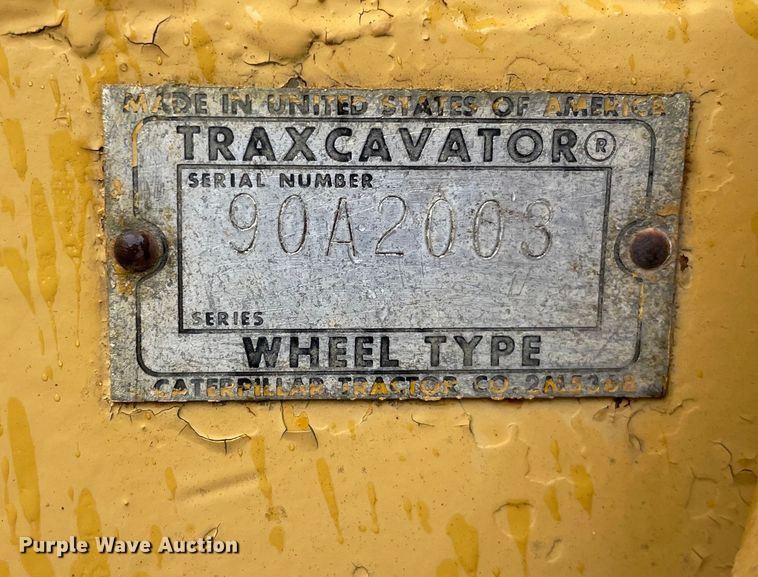 MADE IN UNITED STATES OF AMERICA
TRAXCAVATOR®
SERIAL NUMBER
90A2003
SERIES
WHEEL TYPE
CATERPILLAR TRACTOR CO.
Purple Wave Auction